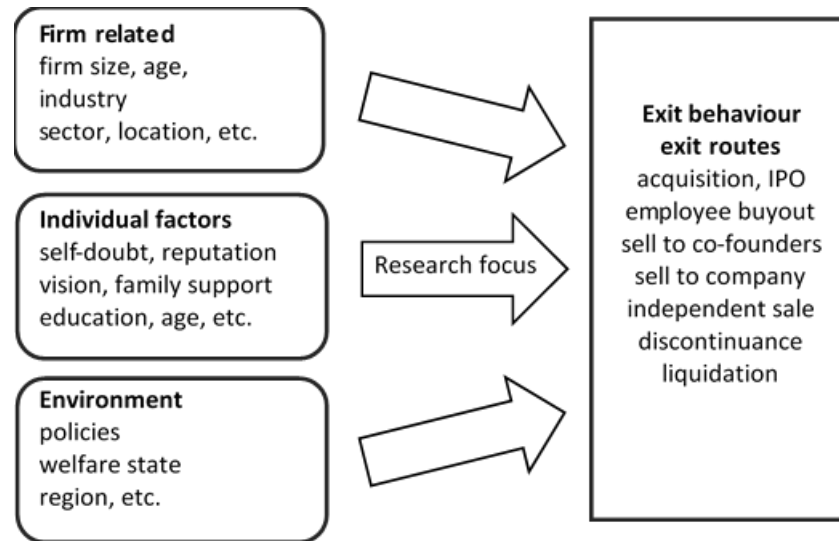 Firm related
firm size, age,
industry
sector, location, etc.
Individual factors
self-doubt, reputation
vision, family support
education, age, etc.
Environment
policies
welfare state
region, etc.
Research focus
Exit behaviour
exit routes
acquisition, IPO
employee buyout
sell to co-founders
sell to company
independent sale
discontinuance
liquidation